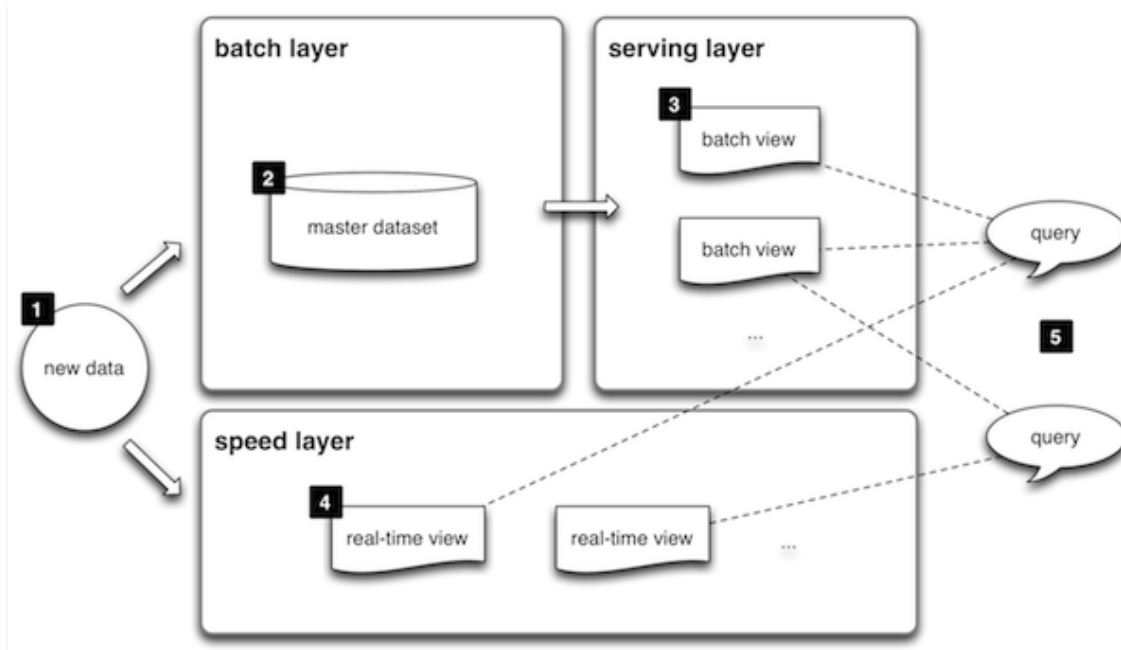 batch layer
serving layer
3
batch view
2
master dataset
batch view
query
1
new data
...
5
speed layer
query
4
real-time view
real-time view
...